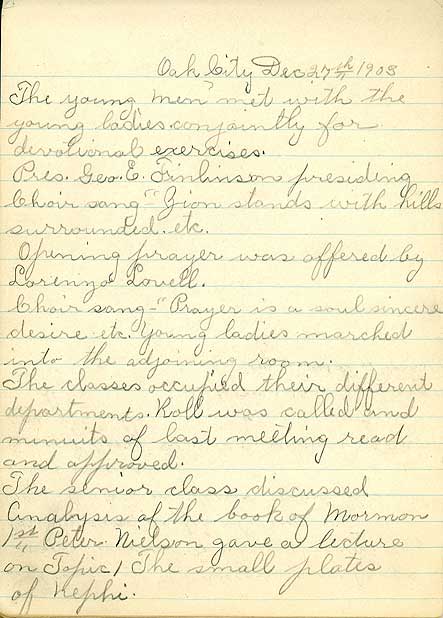 Oak City Dec 27th 1903
The young men met with the
young ladies conjointly for
devotional exercises.
Pres. Geo. E. Finlinson presiding
Choir sang "Zion stands with hills
surrounded. etc.
Opening prayer was offered by
Lorenzo Lovell.
Choir sang - "Prayer is a soul sincere
desire etc. Young ladies marched
into the adjoining room.
The classes occupied their different
departments. Roll was called and
minuits of last meeting read
and approved.
The senior class discussed
Analysis of the book of Mormon
1st Peter Nielson gave a lecture
on Topic 1 The small plates
of Nephi.